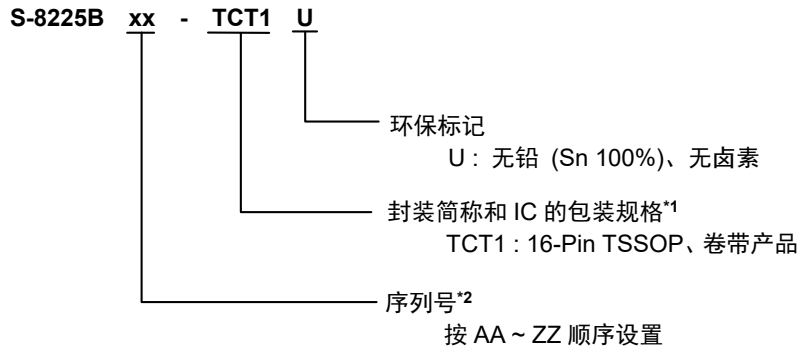 S-8225B xx - TCT1 U
环保标记
U : 无铅 (Sn 100%)、无卤素
封装简称和 IC 的包装规格*1
TCT1 : 16-Pin TSSOP、卷带产品
序列号*2
按 AA ~ ZZ 顺序设置